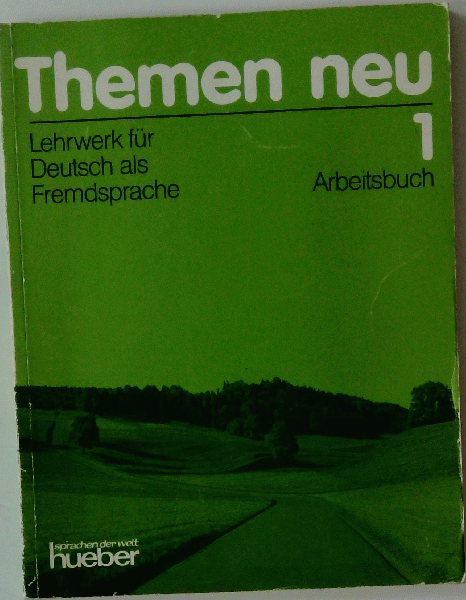 Themen neu
1
Lehrwerk für
Deutsch als
Fremdsprache
Arbeitsbuch
sprachen der welt
hueber